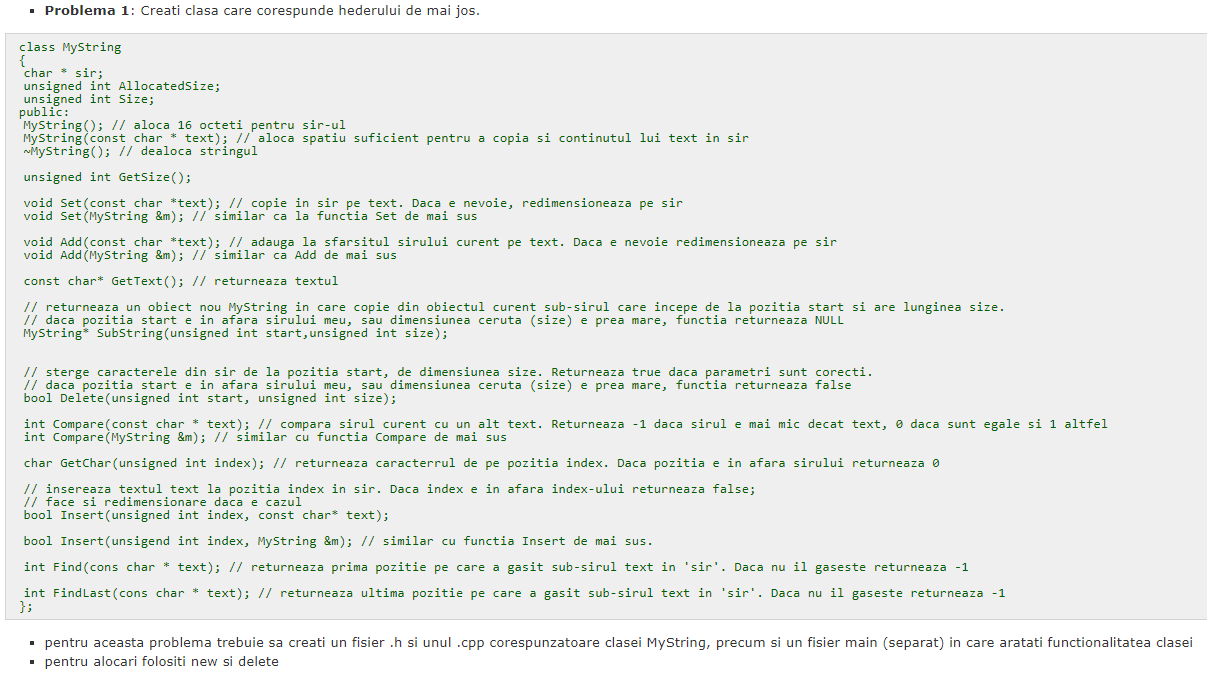 ▪ Problema 1: Creati clasa care corespunde hederului de mai jos.
class MyString
{
char * sir;
unsigned int AllocatedSize;
unsigned int Size;
public:
MyString(); // aloca 16 octeti pentru sir-ul
MyString(const char * text); // aloca spatiu suficient pentru a copia si continutul lui text in sir
~MyString(); // dealoca stringul
unsigned int GetSize();
void Set(const char *text); // copie in sir pe text. Daca e nevoie, redimensioneaza pe sir
void Set(MyString &m); // similar ca la functia Set de mai sus
void Add(const char *text); // adauga la sfarsitul sirului curent pe text. Daca e nevoie redimensioneaza pe sir
void Add(MyString &m); // similar ca Add de mai sus
const char* GetText(); // returneaza textul
// returneaza un obiect nou MyString in care copie din obiectul curent sub-sirul care incepe de la pozitia start si are lunginea size.
// daca pozitia start e in afara sirului meu, sau dimensiunea ceruta (size) e prea mare, functia returneaza NULL
MyString* SubString(unsigned int start,unsigned int size);
// sterge caracterele din sir de la pozitia start, de dimensiunea size. Returneaza true daca parametri sunt corecti.
// daca pozitia start e in afara sirului meu, sau dimensiunea ceruta (size) e prea mare, functia returneaza false
bool Delete(unsigned int start, unsigned int size);
int Compare(const char * text); // compara sirul curent cu un alt text. Returneaza -1 daca sirul e mai mic decat text, 0 daca sunt egale si 1 altfel
int Compare(MyString &m); // similar cu functia Compare de mai sus
char GetChar(unsigned int index); // returneaza caracterrul de pe pozitia index. Daca pozitia e in afara sirului returneaza 0
// insereaza textul text la pozitia index in sir. Daca index e in afara index-ului returneaza false;
// face si redimensionare daca e cazul
bool Insert(unsigned int index, const char* text);
bool Insert(unsigend int index, MyString &m); // similar cu functia Insert de mai sus.
int Find(cons char * text); // returneaza prima pozitie pe care a gasit sub-sirul text in 'sir'. Daca nu il gaseste returneaza -1
int FindLast(cons char * text); // returneaza ultima pozitie pe care a gasit sub-sirul text in 'sir'. Daca nu il gaseste returneaza -1
};
▪ pentru aceasta problema trebuie sa creati un fisier .h si unul .cpp corespunzatoare clasei MyString, precum si un fisier main (separat) in care aratati functionalitatea clasei
▪ pentru alocari folositi new si delete